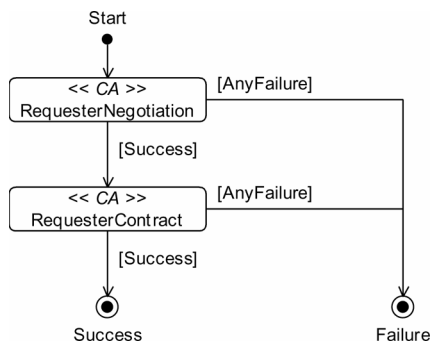 Start
<< CA >>
RequesterNegotiation
[AnyFailure]
[Success]
<< CA >>
RequesterContract
[AnyFailure]
[Success]
Success
Failure